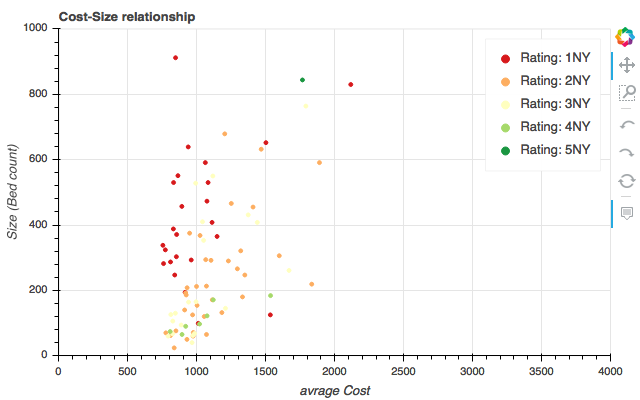 Cost-Size relationship
1000
800
600
400
200
0
Size (Bed count)
Rating: 1NY
Rating: 2NY
Rating: 3NY
Rating: 4NY
Rating: 5NY
0 500 1000 1500 2000 2500 3000 3500 4000
avrage Cost